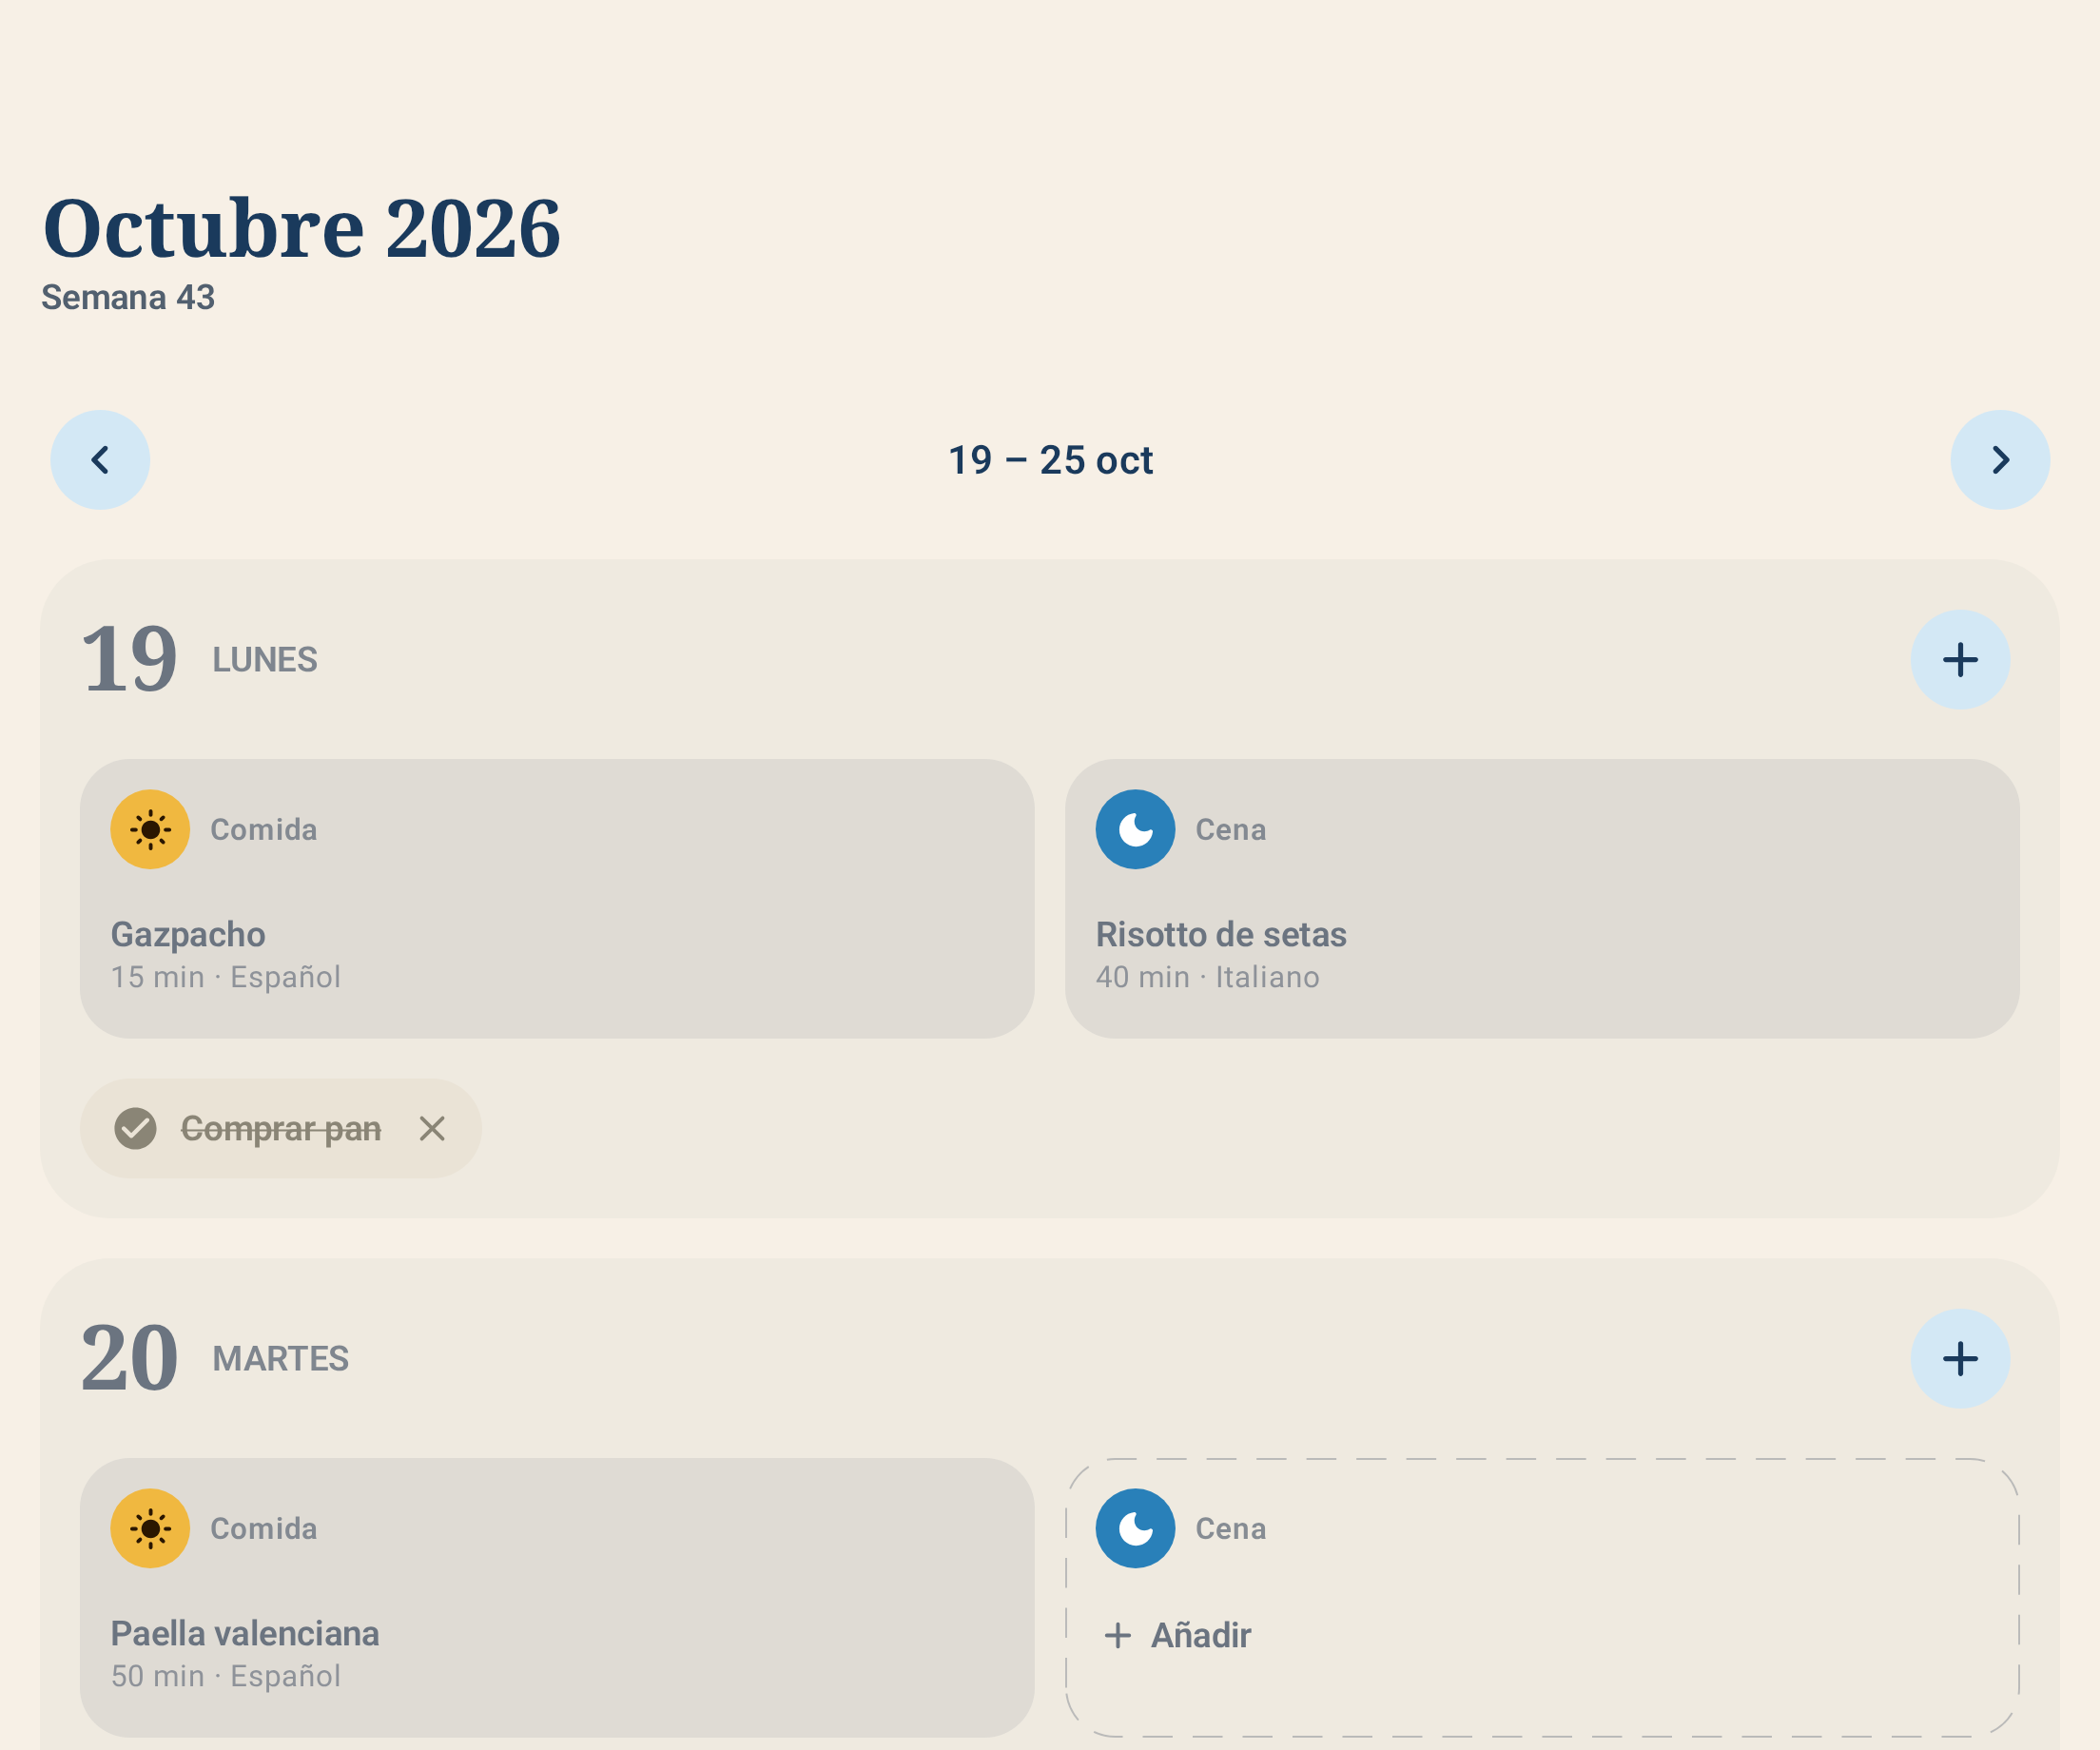 Octubre 2026
Semana 43
19 – 25 oct
19 LUNES
Comida
Gazpacho
15 min · Español
Cena
Risotto de setas
40 min · Italiano
Comprar pan
20 MARTES
Comida
Paella valenciana
50 min · Español
Cena
Añadir